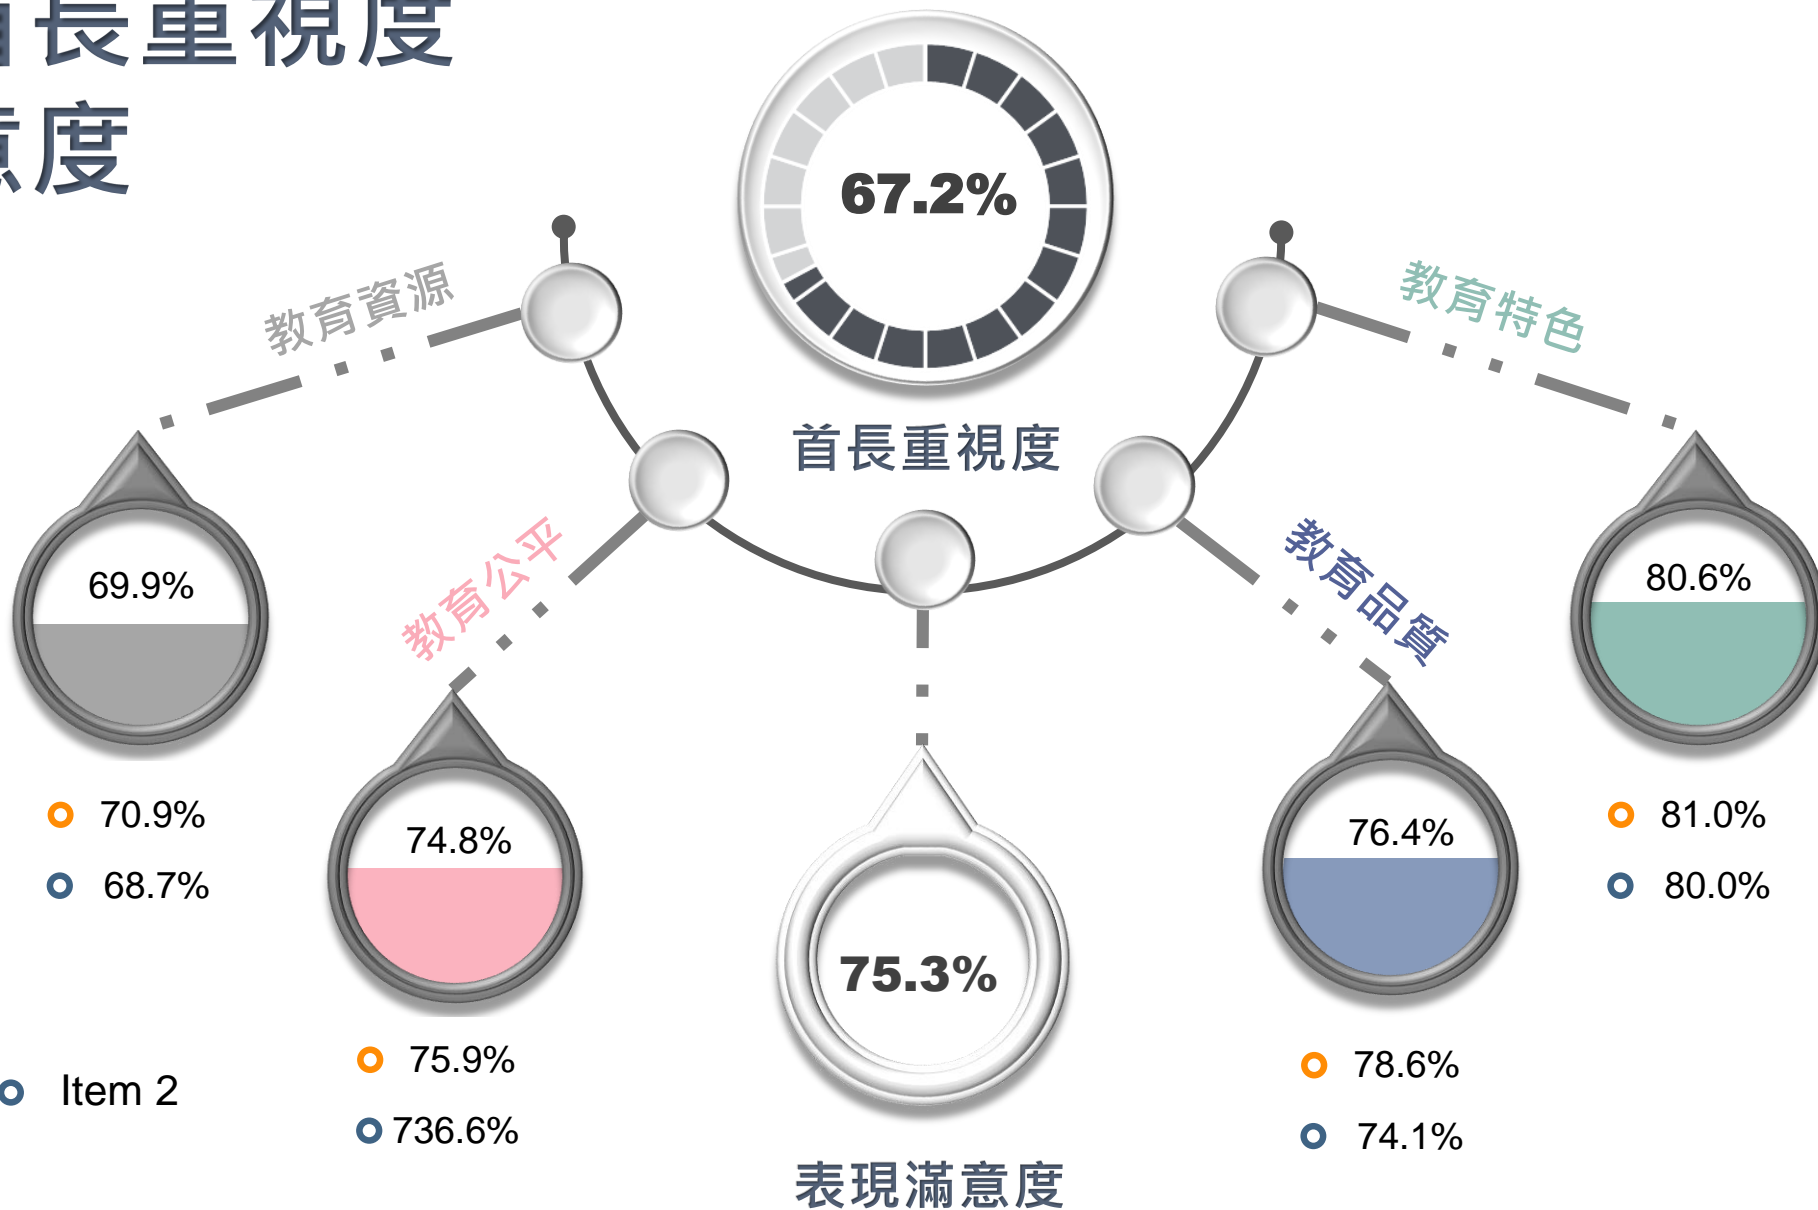 長重視度
意度
67.2%
首長重視度
教育資源
69.9%
70.9%
68.7%
教育公平
74.8%
75.9%
736.6%
75.3%
表現滿意度
教育品質
76.4%
78.6%
74.1%
教育特色
80.6%
81.0%
80.0%
Item 2